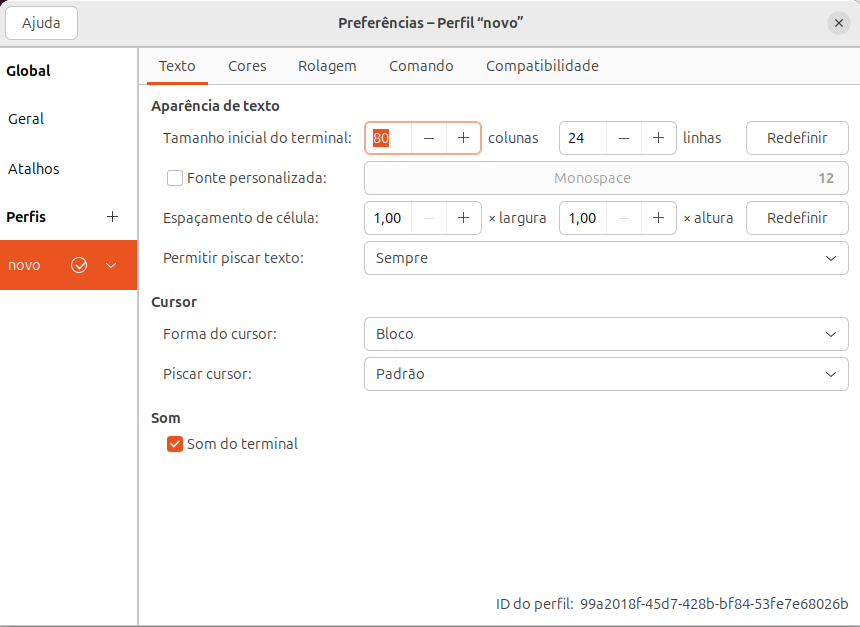 Ajuda
Preferências – Perfil “novo”
Global
Geral
Atalhos
Perfis
novo
Texto Cores Rolagem Comando Compatibilidade
Aparência de texto
Tamanho inicial do terminal: 80 colunas 24 linhas Redefinir
Fonte personalizada: Monospace 12
Espaçamento de célula: 1,00 × largura 1,00 × altura Redefinir
Permitir piscar texto: Sempre
Cursor
Forma do cursor: Bloco
Piscar cursor: Padrão
Som
Som do terminal
ID do perfil: 99a2018f-45d7-428b-bf84-53fe7e68026b